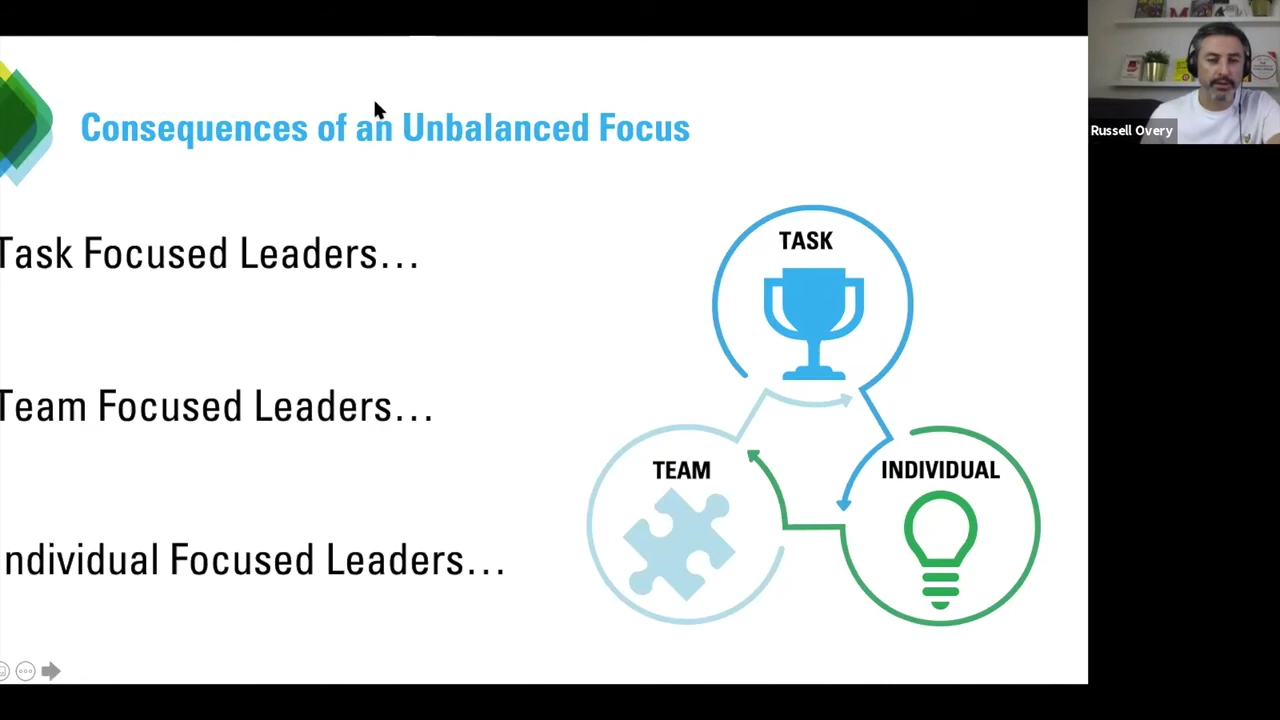 Consequences of an Unbalanced Focus
Task Focused Leaders…
Team Focused Leaders…
ndividual Focused Leaders…
TASK
TEAM
INDIVIDUAL
Russell Overy